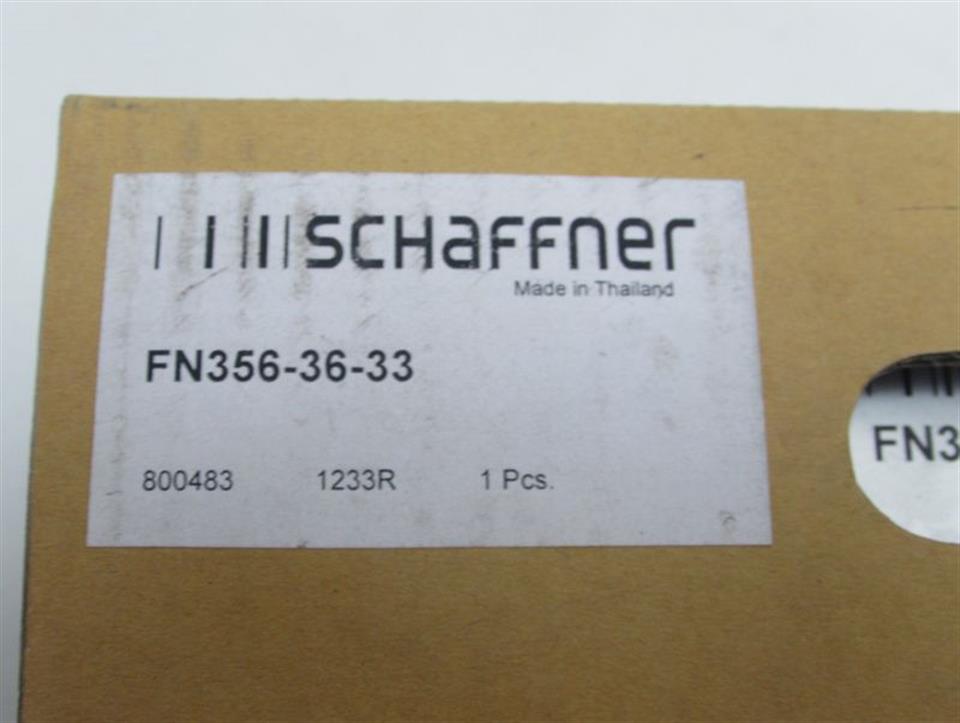 SCHaffner
Made in Thailand
FN356-36-33
800483 1233R 1 Pcs.
FN3